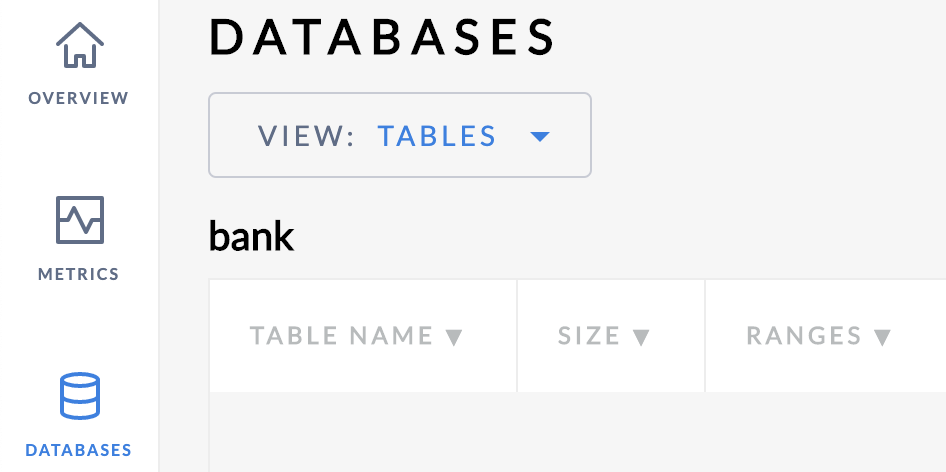 OVERVIEW
METRICS
DATABASES
DATABASES
VIEW: TABLES
bank
TABLE NAME ▼ SIZE ▼ RANGES ▼